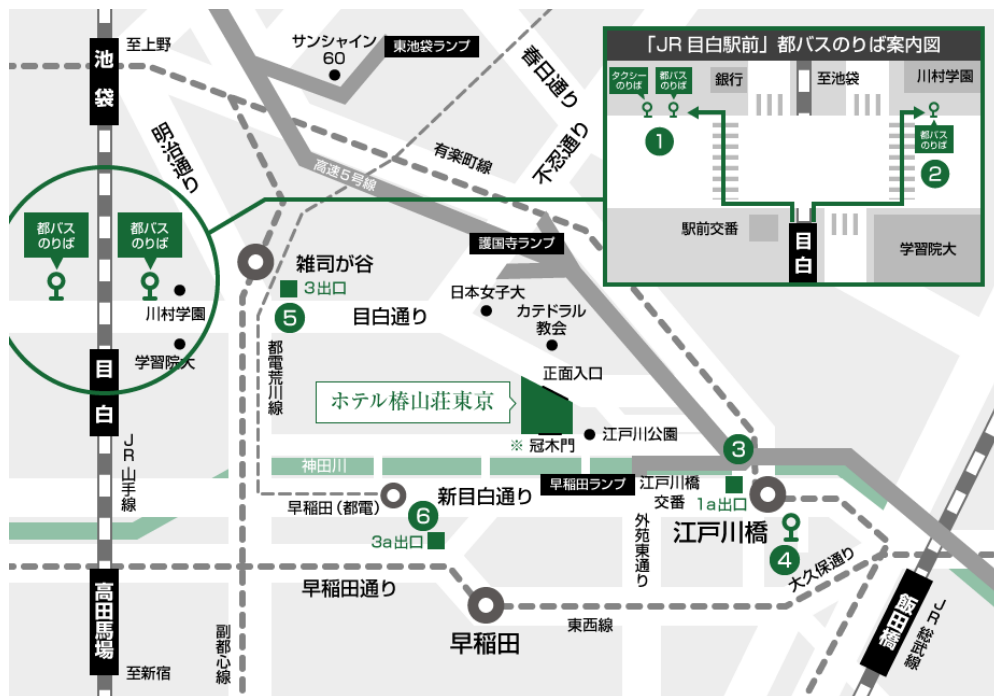 池袋
至上野
サンシャイン
60
東池袋ランプ
春日通り
不忍通り
明治通り
有楽町線
高速5号線
「JR目白駅前」都バスのりば案内図
タクシー
のりば
都バス
のりば
銀行
至池袋
川村学園
都バス
のりば
1
2
駅前交番
目白
学習院大
都バス
のりば
都バス
のりば
川村学園
学習院大
目白
JR山手線
雑司が谷
3出口
5
都電荒川線
目白通り
護国寺ランプ
日本女子大
カテドラル
教会
正面入口
ホテル椿山荘東京
※ 冠木門
江戸川公園
神田川
早稲田ランプ
3
江戸川橋
交番
1a出口
江戸川橋
4
新目白通り
早稲田(都電)
6
3a出口
外苑東通り
大久保通り
早稲田通り
早稲田
東西線
飯田橋
JR総武線
高田馬場
至新宿
副都心線